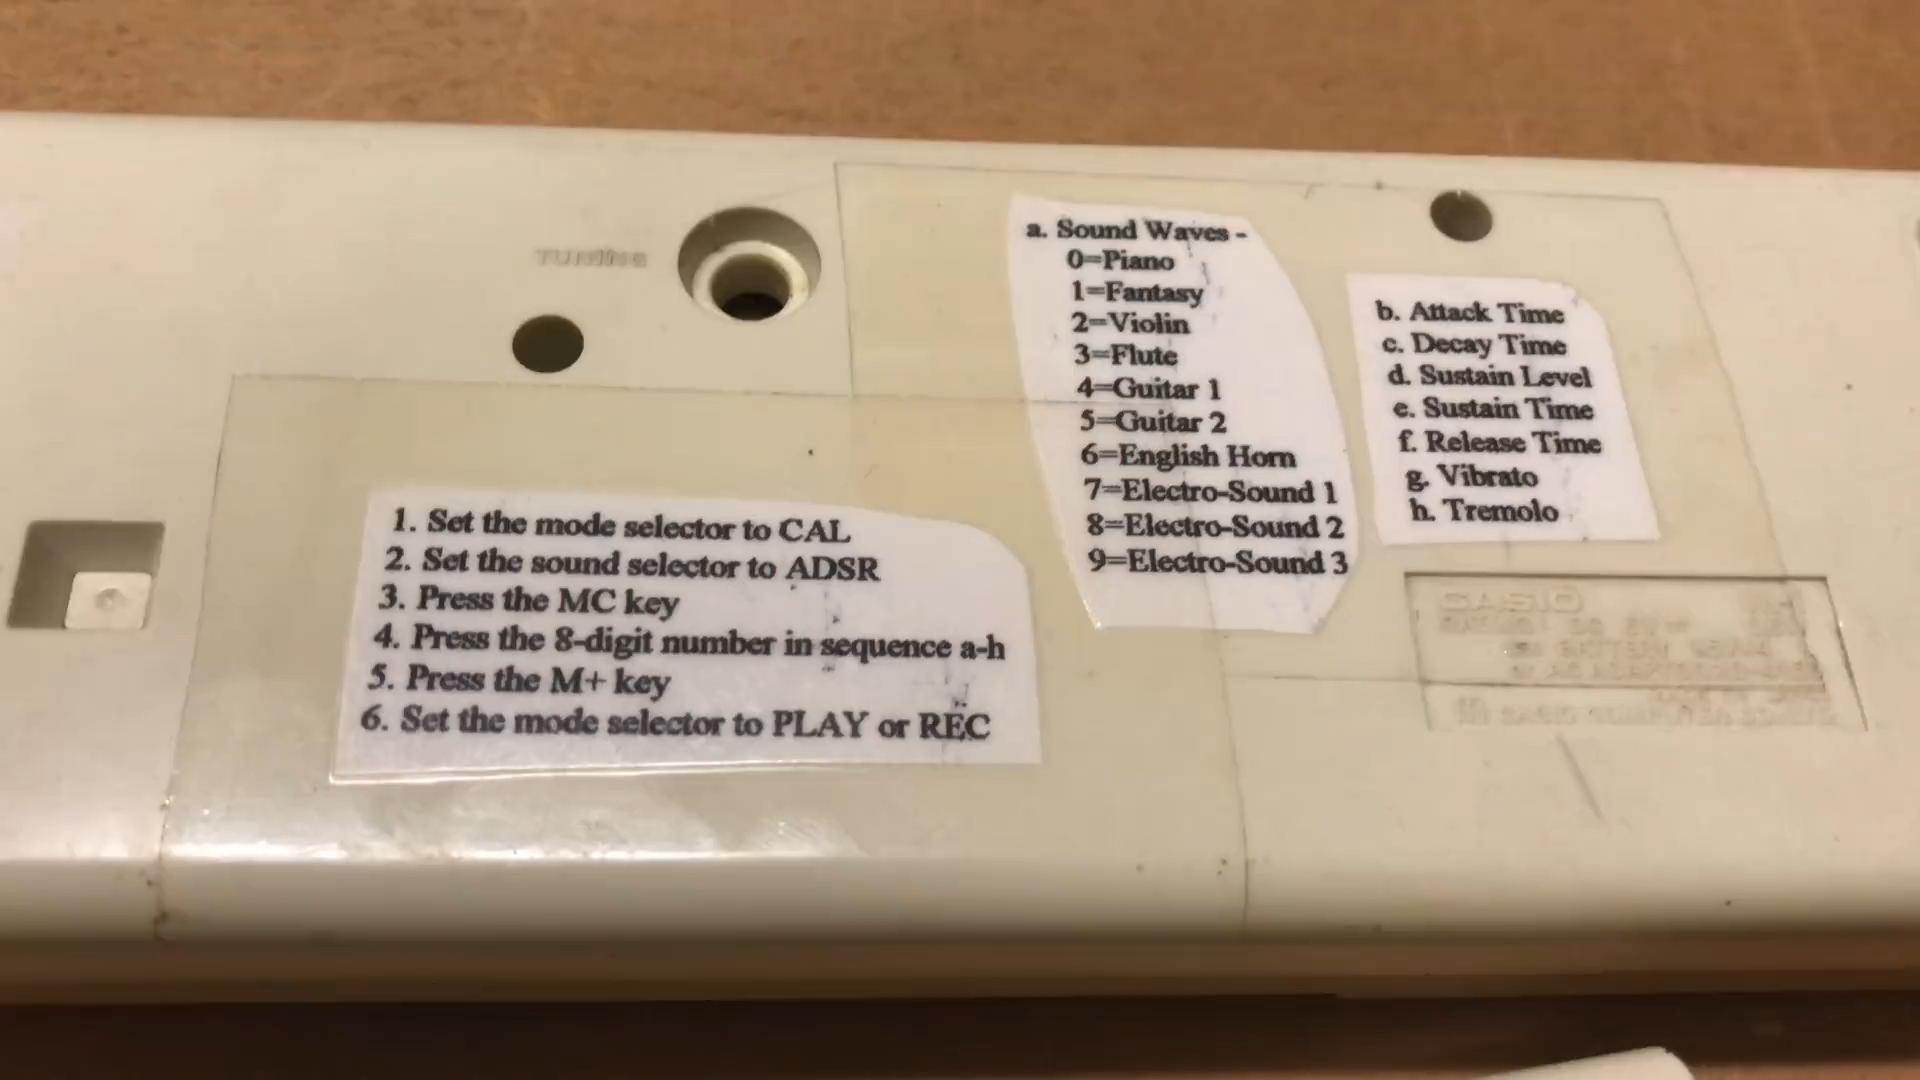 TUNING
a. Sound Waves -
0=Piano
1=Fantasy
2=Violin
3=Flute
4=Guitar 1
5=Guitar 2
6=English Horn
7=Electro-Sound 1
8=Electro-Sound 2
9=Electro-Sound 3
b. Attack Time
c. Decay Time
d. Sustain Level
e. Sustain Time
f. Release Time
g. Vibrato
h. Tremolo
1. Set the mode selector to CAL
2. Set the sound selector to ADSR
3. Press the MC key
4. Press the 8-digit number in sequence a-h
5. Press the M+ key
6. Set the mode selector to PLAY or REC
CASIO
CASIO COMPUTER